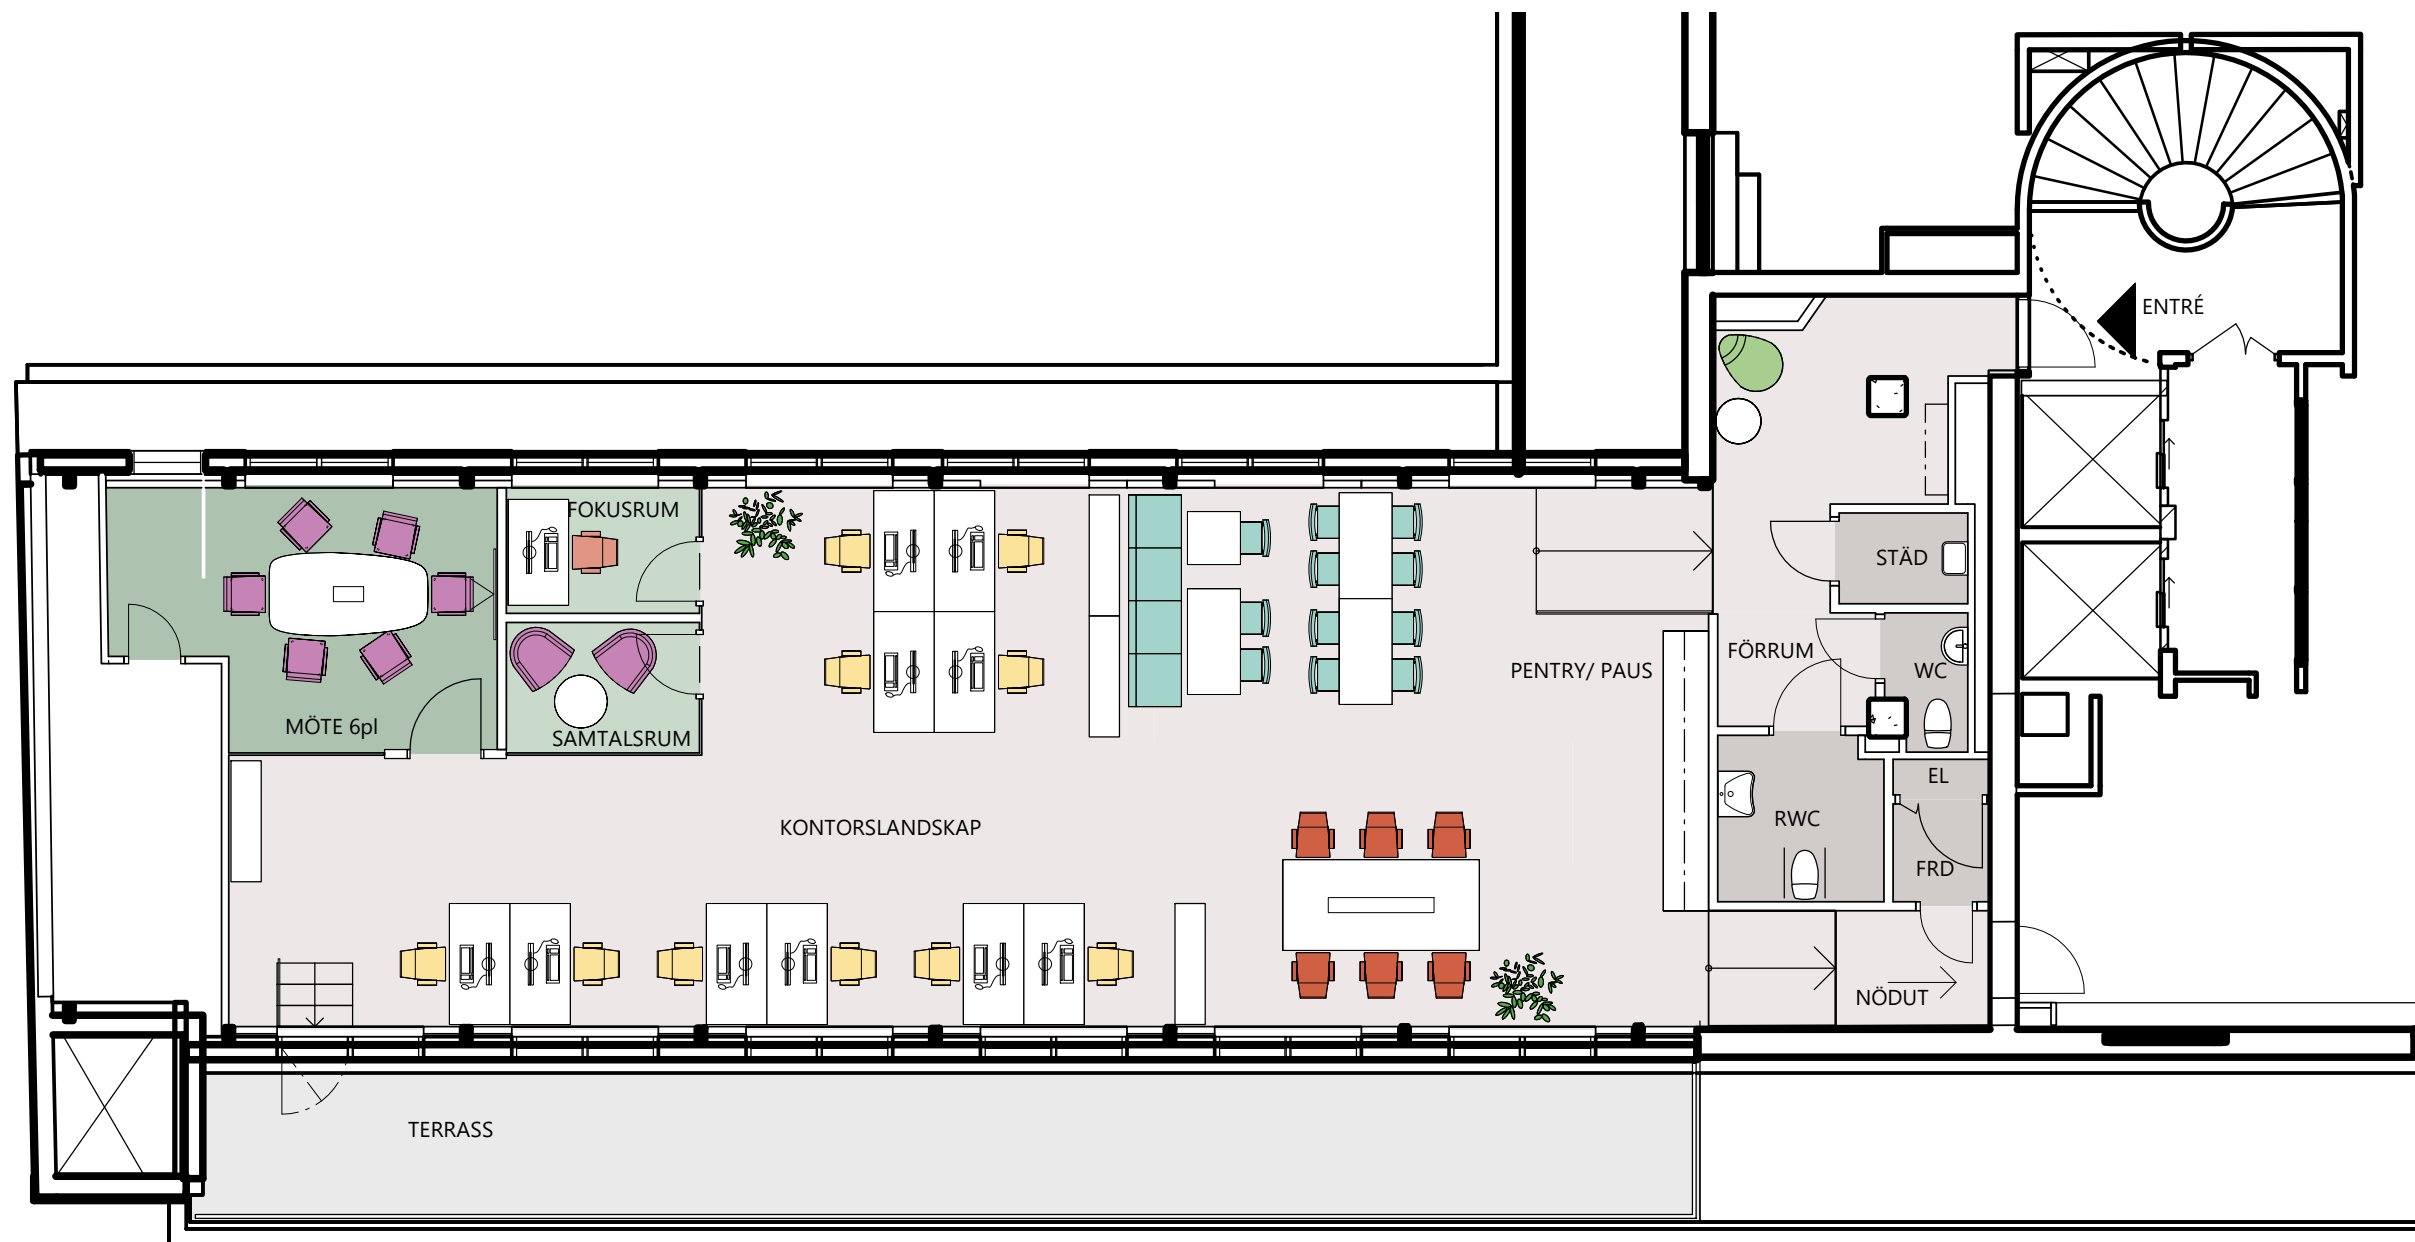 ENTRÉ
FOKUSRUM
STÄD
FÖRRUM
PENTRY/ PAUS
WC
MÖTE 6pl
SAMTALSRUM
EL
RWC
KONTORSLANDSKAP
FRD
NÖDUT
TERRASS